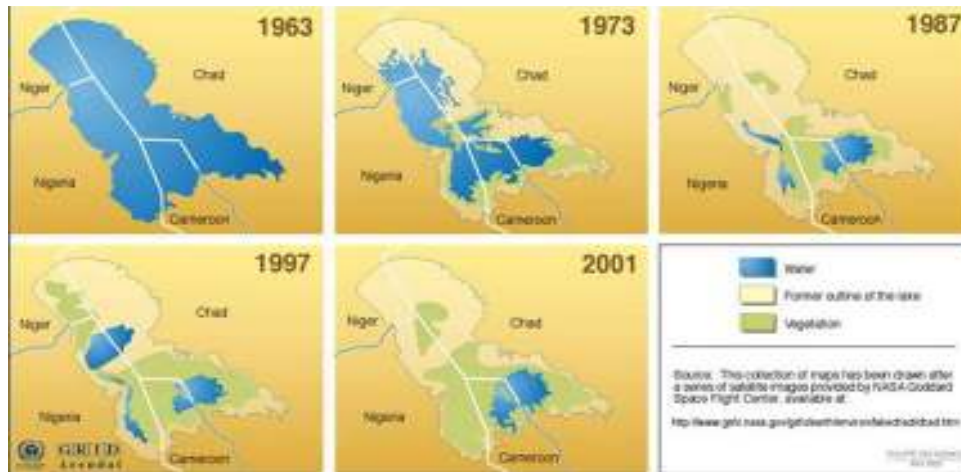 1963
Niger
Chad
Nigeria
Cameroon
1973
Niger
Chad
Nigeria
Cameroon
1987
Niger
Chad
Nigeria
Cameroon
1997
Niger
Chad
Nigeria
Cameroon
GRID
Arendal
2001
Niger
Chad
Nigeria
Cameroon
Water
Former outline of the lake
Vegetation
Source: This collection of maps has been drawn after
a series of satellite images provided by NASA Goddard
Space Flight Center, available at: